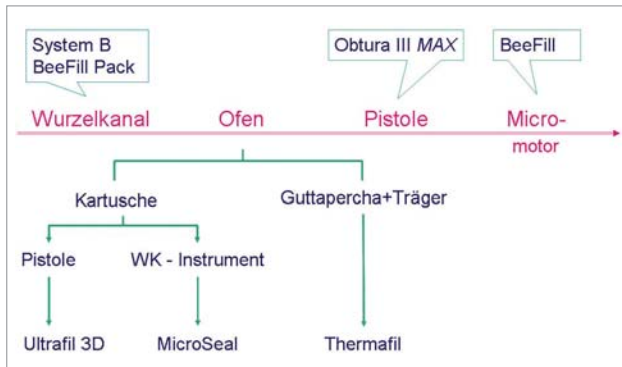 System B
BeeFill Pack
Obtura III MAX
BeeFill
Wurzelkanal
Ofen
Pistole
Micro-
motor
Kartusche
Guttapercha+Träger
Pistole
WK - Instrument
Ultrafil 3D
MicroSeal
Thermafil